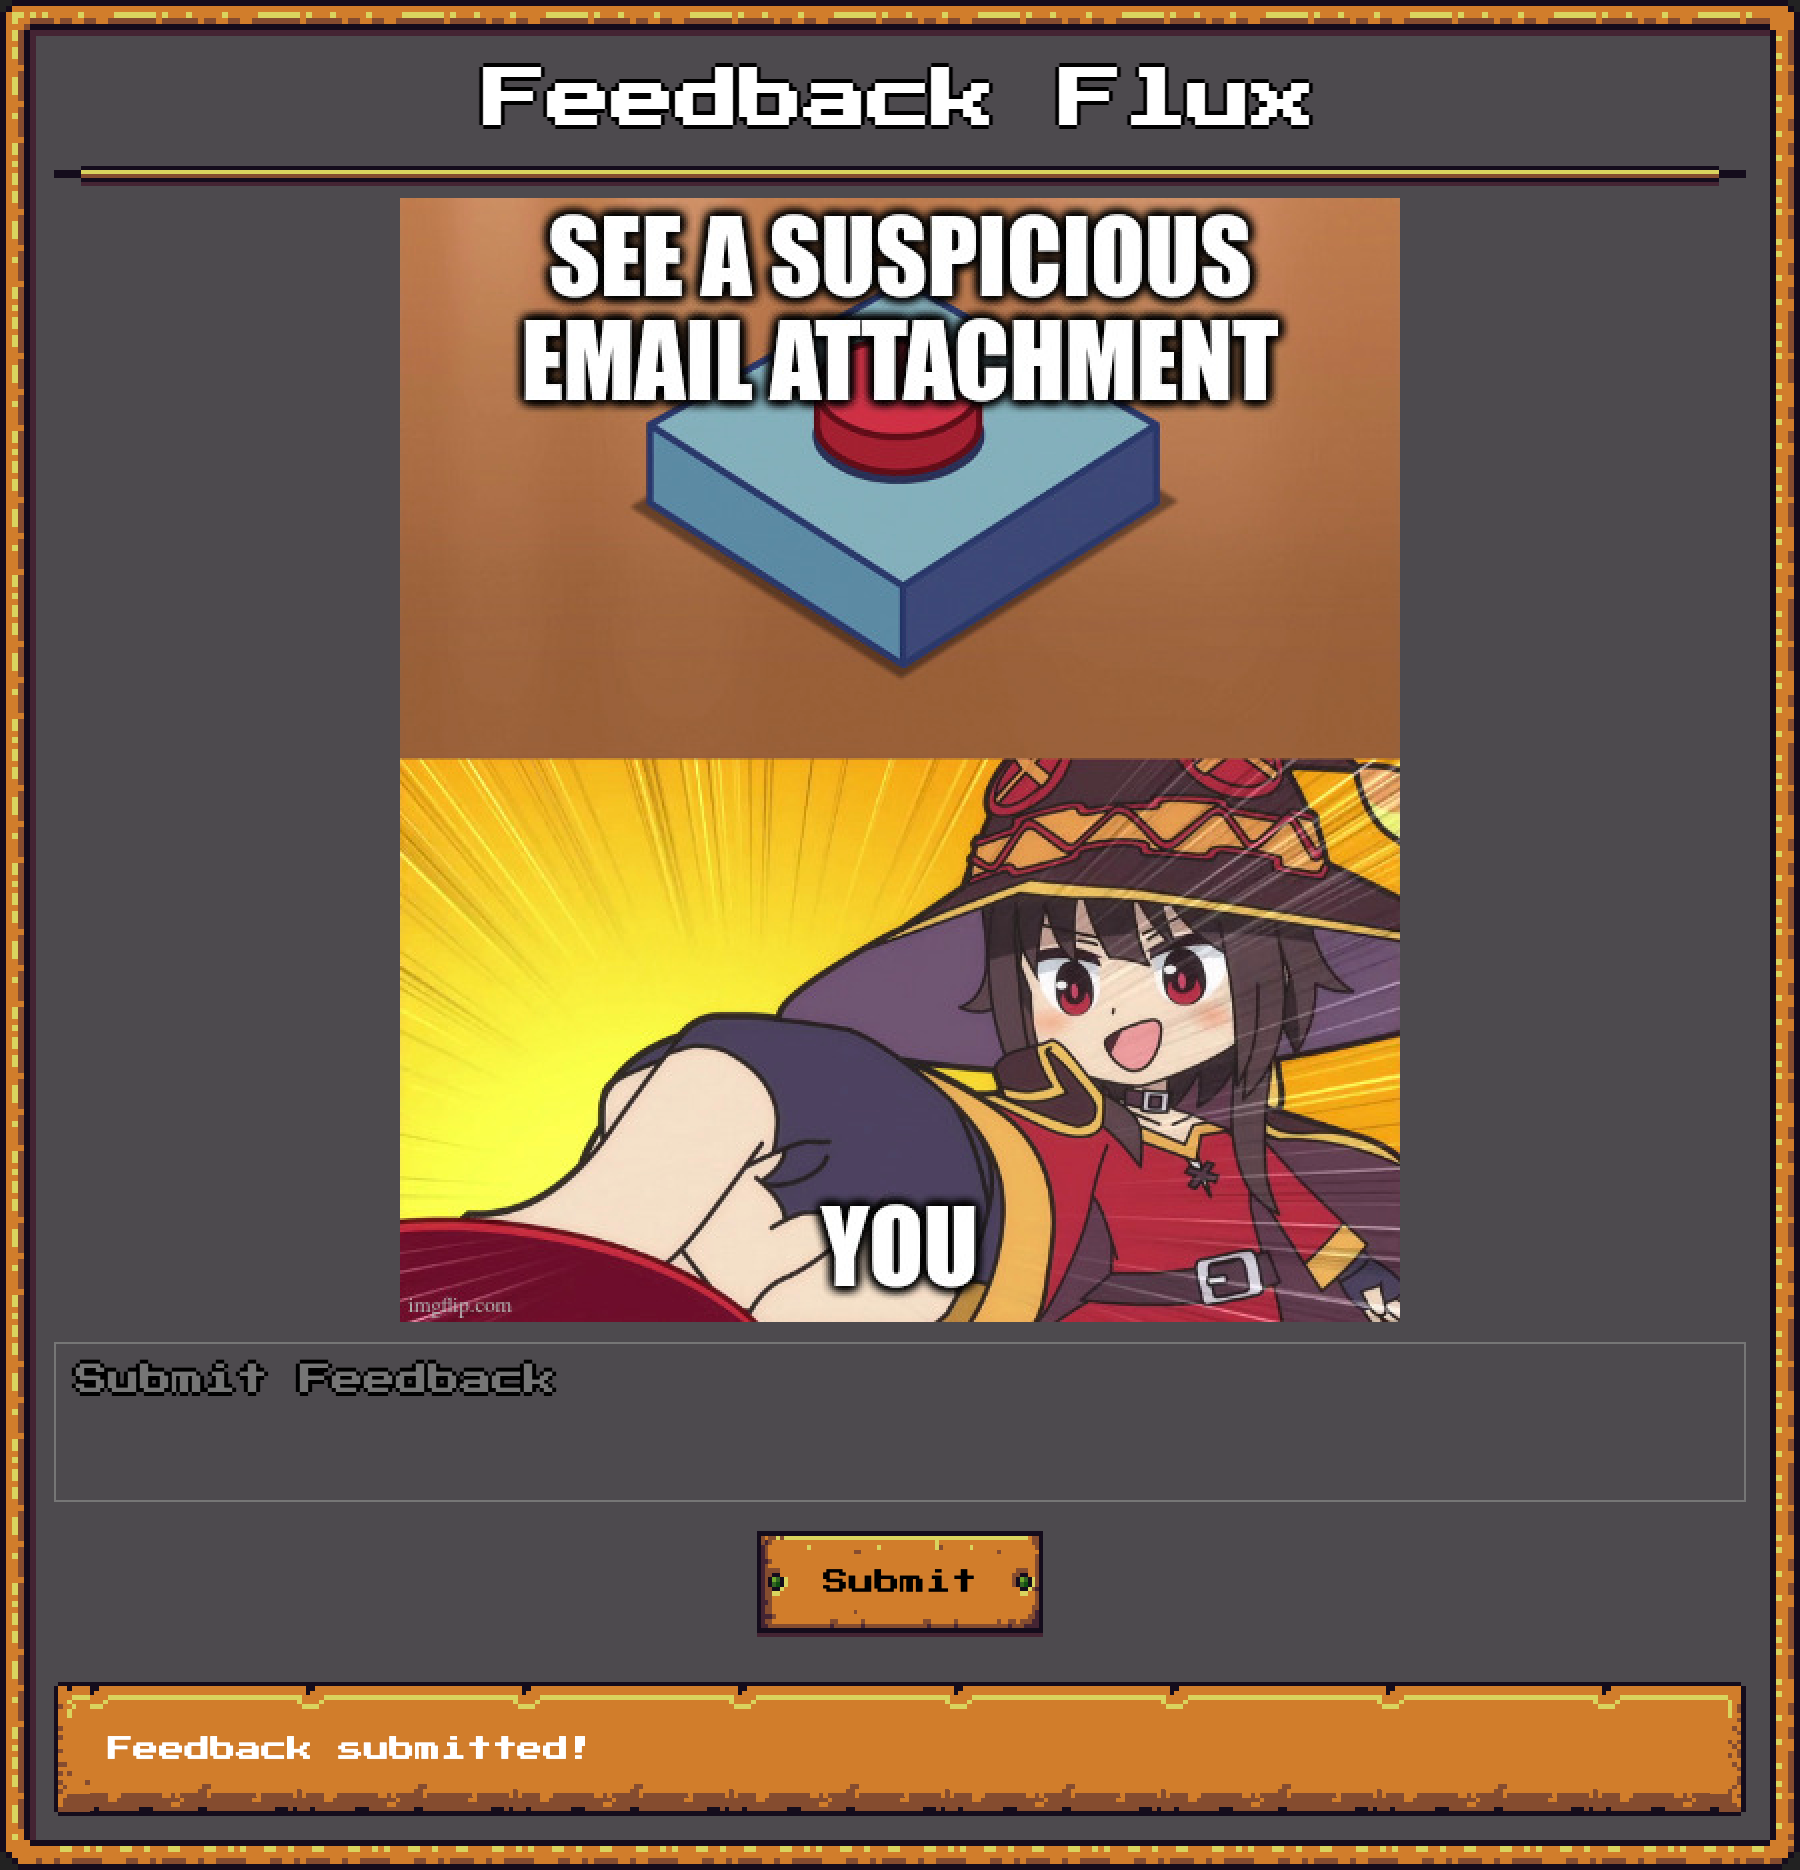 Feedback Flux
SEE A SUSPICIOUS
EMAIL ATTACHMENT
YOU
imgflip.com
Submit Feedback
Submit
Feedback submitted!